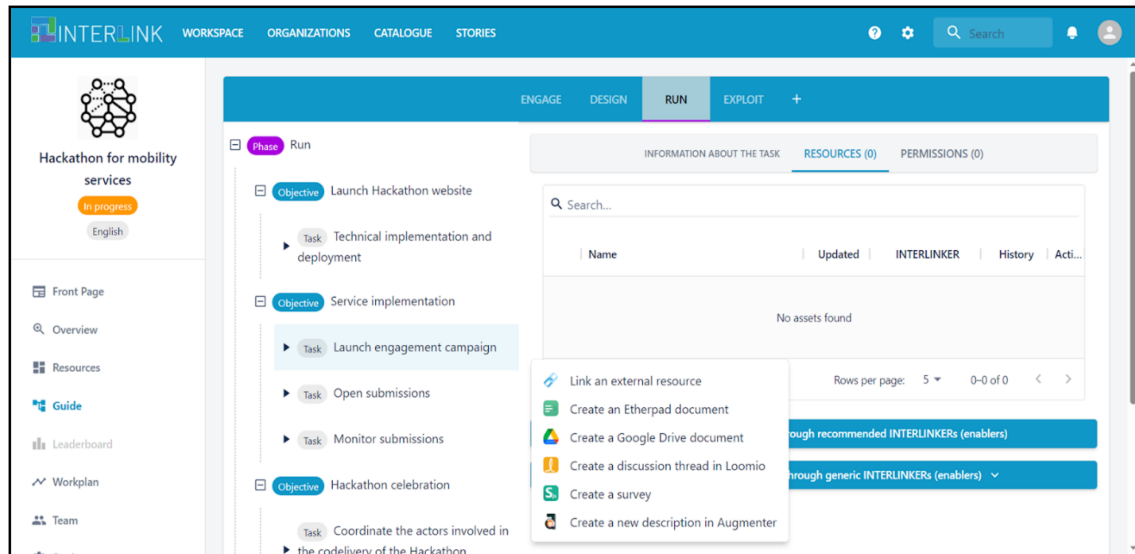 INTERLINK
WORKSPACE ORGANIZATIONS CATALOGUE STORIES
Search
Hackathon for mobility
services
In progress
English
Front Page
Overview
Resources
Guide
Leaderboard
Workplan
Team
ENGAGE DESIGN RUN EXPLOIT +
Phase Run
Objective Launch Hackathon website
Task Technical implementation and
deployment
Objective Service implementation
Task Launch engagement campaign
Task Open submissions
Task Monitor submissions
Objective Hackathon celebration
Task Coordinate the actors involved in
the codelivery of the Hackathon
INFORMATION ABOUT THE TASK RESOURCES (0) PERMISSIONS (0)
Search...
Name Updated INTERLINKER History Acti...
No assets found
Rows per page: 5 0-0 of 0
Link an external resource
Create an Etherpad document
Create a Google Drive document
Create a discussion thread in Loomio
Create a survey
Create a new description in Augmenter
rough recommended INTERLINKERs (enablers)
hrough generic INTERLINKERs (enablers)